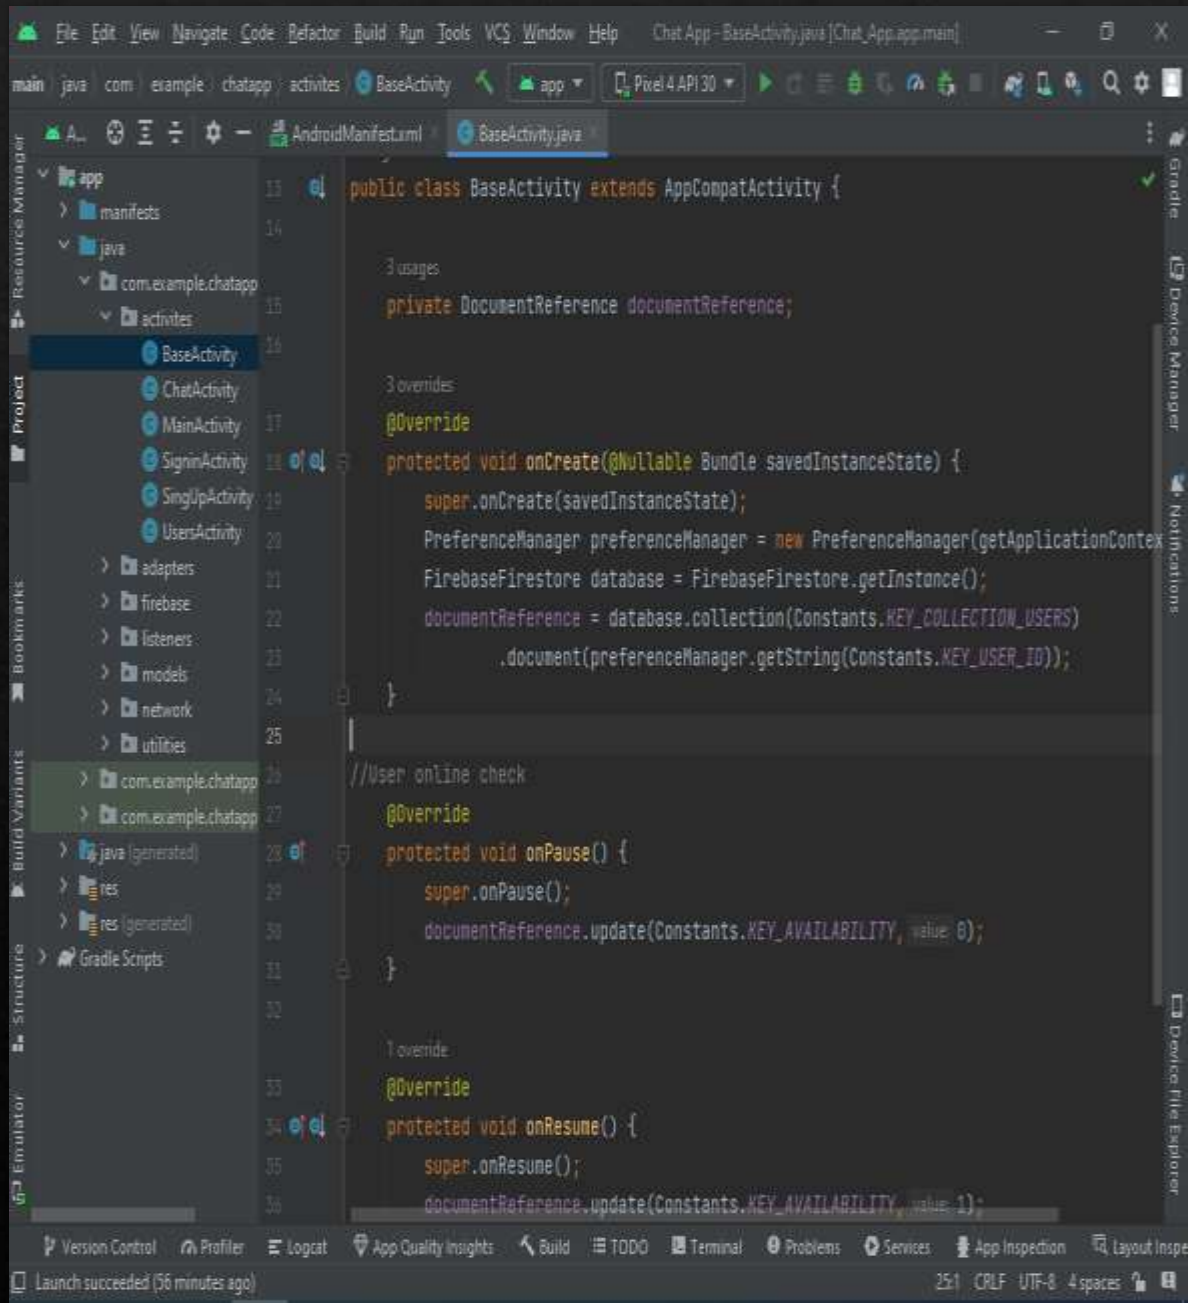 File Edit View Navigate Code Refactor Build Run Tools VCS Window Help Chat App - BaseActivity.java [Chat_App.app.main]
main java com example chatapp activites BaseActivity app Pixel 4 API 30
A... AndroidManifest.xml BaseActivity.java
Resource Manager
Project
Bookmarks
Build Variants
Structure
Emulator
app
manifests
java
com.example.chatapp
activites
BaseActivity
ChatActivity
MainActivity
SigninActivity
SingUpActivity
UsersActivity
adapters
firebase
listeners
models
network
utilities
com.example.chatapp
com.example.chatapp
java (generated)
res
res (generated)
Gradle Scripts
13 public class BaseActivity extends AppCompatActivity {
14
3 usages
15 private DocumentReference documentReference;
16
3 overrides
17 @Override
18 protected void onCreate(@Nullable Bundle savedInstanceState) {
19 super.onCreate(savedInstanceState);
20 PreferenceManager preferenceManager = new PreferenceManager(getApplicationContex
21 FirebaseFirestore database = FirebaseFirestore.getInstance();
22 documentReference = database.collection(Constants.KEY_COLLECTION_USERS)
23 .document(preferenceManager.getString(Constants.KEY_USER_ID));
24 }
25
26 //User online check
27 @Override
28 protected void onPause() {
29 super.onPause();
30 documentReference.update(Constants.KEY_AVAILABILITY, value: 0);
31 }
32
1 override
33 @Override
34 protected void onResume() {
35 super.onResume();
36 documentReference.update(Constants.KEY_AVAILABILITY, value: 1);
Gradle
Device Manager
Notifications
Device File Explorer
Version Control Profiler Logcat App Quality Insights Build TODO Terminal Problems Services App Inspection Layout Inspe
Launch succeeded (56 minutes ago) 25:1 CRLF UTF-8 4 spaces